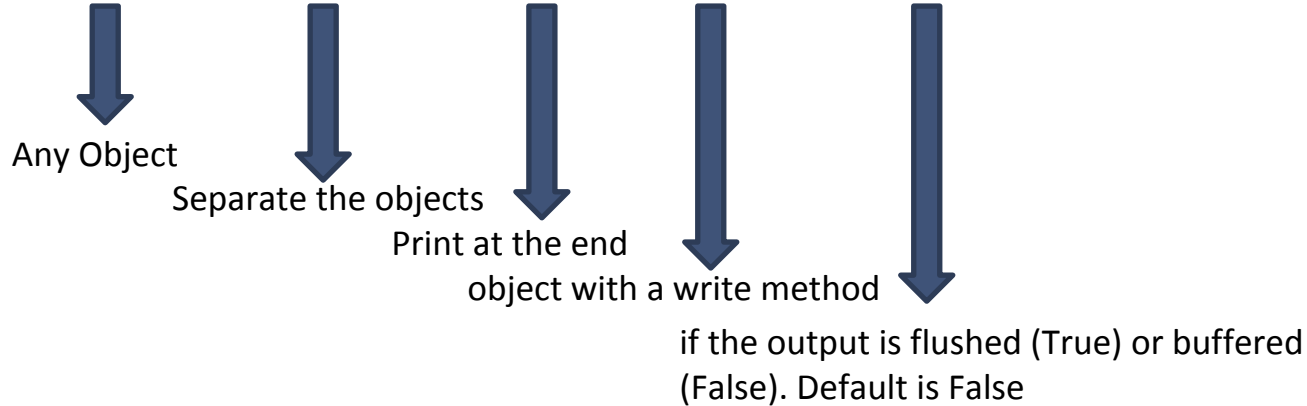 Any Object
Separate the objects
Print at the end
object with a write method
if the output is flushed (True) or buffered
(False). Default is False